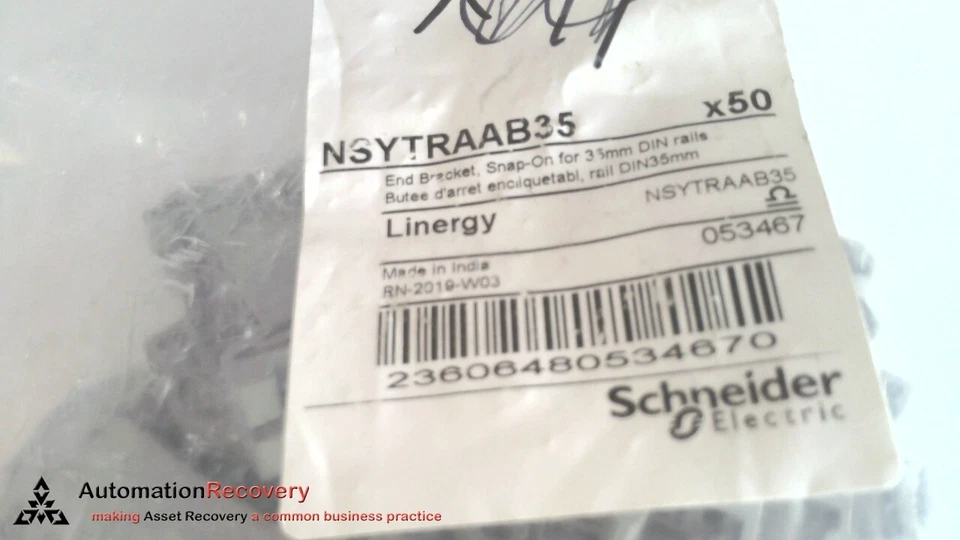 NSYTRAAB35 x50
End Bracket, Snap-On for 35mm DIN rails
Butee d'arret encliquetabl, rail DIN35mm
NSYTRAAB35
Linergy
053467
Made in India
RN-2019-W03
23606480534670
Schneider
Electric
AutomationRecovery
making Asset Recovery a common business practice